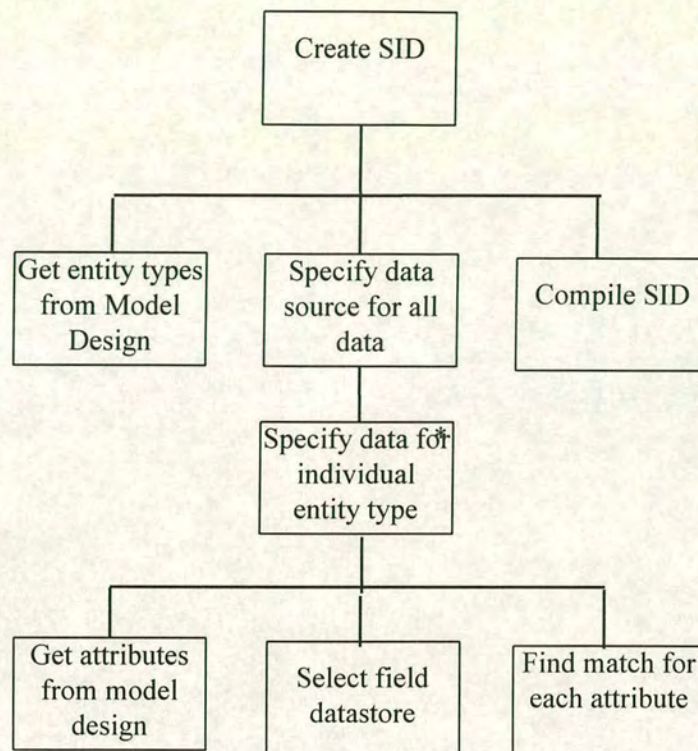 Create SID
Get entity types
from Model
Design
Specify data
source for all
data
Compile SID
Specify data for*
individual
entity type
Get attributes
from model
design
Select field
datastore
Find match for
each attribute